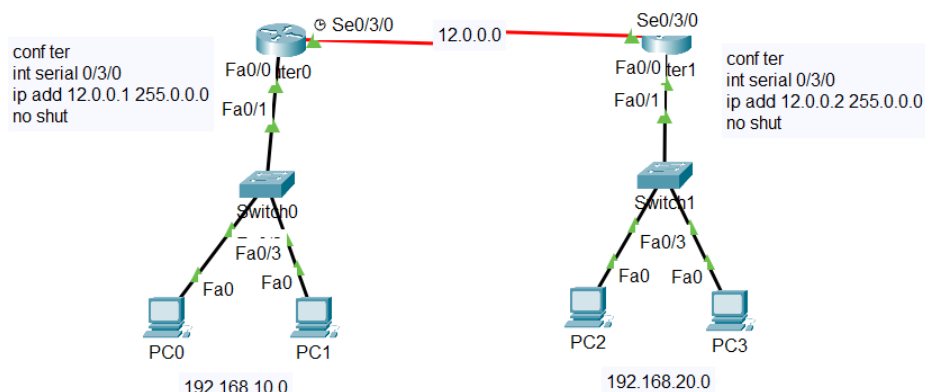 Se0/3/0
12.0.0.0
Se0/3/0
conf ter
int serial 0/3/0
ip add 12.0.0.1 255.0.0.0
no shut
Fa0/0
ter0
Fa0/1
Fa0/0
ter1
Fa0/1
conf ter
int serial 0/3/0
ip add 12.0.0.2 255.0.0.0
no shut
Switch0
Fa0/3
Fa0
Fa0
PC0
PC1
192.168.10.0
Switch1
Fa0/3
Fa0
Fa0
PC2
PC3
192.168.20.0